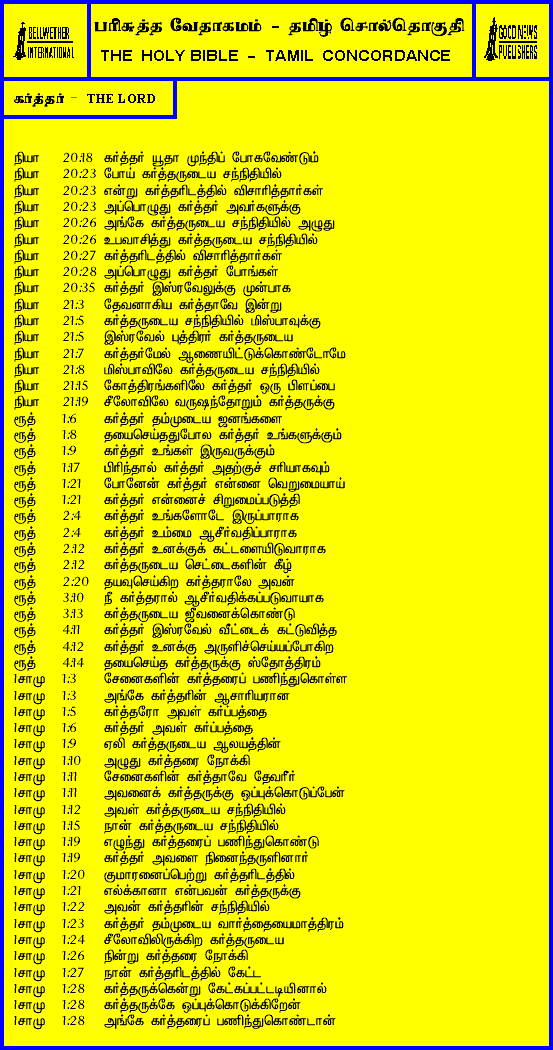 BELLWETHER
INTERNATIONAL
பரிசுத்த வேதாகமம் - தமிழ் சொல்தொகுதி
THE HOLY BIBLE - TAMIL CONCORDANCE
GOOD NEWS
PUBLISHERS
கர்த்தர் - THE LORD
நியா 20:18 கர்த்தர் யூதா முந்திப் போகவேண்டும்
நியா 20:23 போய் கர்த்தருடைய சந்நிதியில்
நியா 20:23 என்று கர்த்தரிடத்தில் விசாரித்தார்கள்
நியா 20:23 அப்பொழுது கர்த்தர் அவர்களுக்கு
நியா 20:26 அங்கே கர்த்தருடைய சந்நிதியில் அழுது
நியா 20:26 உபவாசித்து கர்த்தருடைய சந்நிதியில்
நியா 20:27 கர்த்தரிடத்தில் விசாரித்தார்கள்
நியா 20:28 அப்பொழுது கர்த்தர் போங்கள்
நியா 20:35 கர்த்தர் இஸ்ரவேலுக்கு முன்பாக
நியா 21:3 தேவனாகிய கர்த்தாவே இன்று
நியா 21:5 கர்த்தருடைய சந்நிதியில் மிஸ்பாவுக்கு
நியா 21:5 இஸ்ரவேல் புத்திரர் கர்த்தருடைய
நியா 21:7 கர்த்தர்மேல் ஆணையிட்டுக்கொண்டோமே
நியா 21:8 மிஸ்பாவிலே கர்த்தருடைய சந்நிதியில்
நியா 21:15 கோத்திரங்களிலே கர்த்தர் ஒரு பிளப்பை
நியா 21:19 சீலோவிலே வருஷந்தோறும் கர்த்தருக்கு
ரூத் 1:6 கர்த்தர் தம்முடைய ஜனங்களை
ரூத் 1:8 தயைசெய்ததுபோல கர்த்தர் உங்களுக்கும்
ரூத் 1:9 கர்த்தர் உங்கள் இருவருக்கும்
ரூத் 1:17 பிரிந்தால் கர்த்தர் அதற்குச் சரியாகவும்
ரூத் 1:21 போனேன் கர்த்தர் என்னை வெறுமையாய்
ரூத் 1:21 கர்த்தர் என்னைச் சிறுமைப்படுத்தி
ரூத் 2:4 கர்த்தர் உங்களோடே இருப்பாராக
ரூத் 2:4 கர்த்தர் உம்மை ஆசீர்வதிப்பாராக
ரூத் 2:12 கர்த்தர் உனக்குக் கட்டளையிடுவாராக
ரூத் 2:12 கர்த்தருடைய செட்டைகளின் கீழ்
ரூத் 2:20 தயவுசெய்கிற கர்த்தராலே அவன்
ரூத் 3:10 நீ கர்த்தரால் ஆசீர்வதிக்கப்படுவாயாக
ரூத் 3:13 கர்த்தருடைய ஜீவனைக்கொண்டு
ரூத் 4:11 கர்த்தர் இஸ்ரவேல் வீட்டைக் கட்டுவித்த
ரூத் 4:12 கர்த்தர் உனக்கு அருளிச்செய்யப்போகிற
ரூத் 4:14 தயைசெய்த கர்த்தருக்கு ஸ்தோத்திரம்
1சாமு 1:3 சேனைகளின் கர்த்தரைப் பணிந்துகொள்ள
1சாமு 1:3 அங்கே கர்த்தரின் ஆசாரியரான
1சாமு 1:5 கர்த்தரோ அவள் கர்ப்பத்தை
1சாமு 1:6 கர்த்தர் அவள் கர்ப்பத்தை
1சாமு 1:9 ஏலி கர்த்தருடைய ஆலயத்தின்
1சாமு 1:10 அழுது கர்த்தரை நோக்கி
1சாமு 1:11 சேனைகளின் கர்த்தாவே தேவரீர்
1சாமு 1:11 அவனைக் கர்த்தருக்கு ஒப்புக்கொடுப்பேன்
1சாமு 1:12 அவள் கர்த்தருடைய சந்நிதியில்
1சாமு 1:15 நான் கர்த்தருடைய சந்நிதியில்
1சாமு 1:19 எழுந்து கர்த்தரைப் பணிந்துகொண்டு
1சாமு 1:19 கர்த்தர் அவளை நினைந்தருளினார்
1சாமு 1:20 குமாரனைப்பெற்று கர்த்தரிடத்தில்
1சாமு 1:21 எல்க்கானா என்பவன் கர்த்தருக்கு
1சாமு 1:22 அவன் கர்த்தரின் சந்நிதியில்
1சாமு 1:23 கர்த்தர் தம்முடைய வார்த்தையைமாத்திரம்
1சாமு 1:24 சீலோவிலிருக்கிற கர்த்தருடைய
1சாமு 1:26 நின்று கர்த்தரை நோக்கி
1சாமு 1:27 நான் கர்த்தரிடத்தில் கேட்ட
1சாமு 1:28 கர்த்தருக்கென்று கேட்கப்பட்டபடியினால்
1சாமு 1:28 கர்த்தருக்கே ஒப்புக்கொடுக்கிறேன்
1சாமு 1:28 அங்கே கர்த்தரைப் பணிந்துகொண்டான்